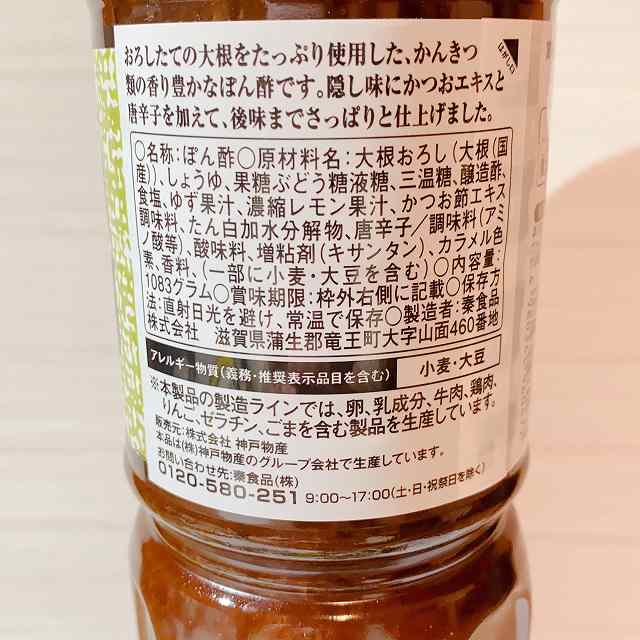 おろしたての大根をたっぷり使用した、かんきつ
類の香り豊かなぽん酢です。隠し味にかつおエキスと
唐辛子を加えて、後味までさっぱりと仕上げました。
はがし口
○名称：ぽん酢○原材料名：大根おろし（大根（国
産））、しょうゆ、果糖ぶどう糖液糖、三温糖、醸造酢、
食塩、ゆず果汁、濃縮レモン果汁、かつお節エキス、
調味料、たん白加水分解物、唐辛子／調味料（アミ
ノ酸等）、酸味料、増粘剤（キサンタン）、カラメル色
素、香料、（一部に小麦・大豆を含む）○内容量：
1083グラム○賞味期限：枠外右側に記載○保存方
法：直射日光を避け、常温で保存○製造者：秦食品
株式会社　滋賀県蒲生郡竜王町大字山面460番地
アレルギー物質（義務・推奨表示品目を含む） 小麦・大豆
※本製品の製造ラインでは、卵、乳成分、牛肉、鶏肉、
りんご、ゼラチン、ごまを含む製品を生産しています。
販売元：株式会社 神戸物産
本品は（株）神戸物産のグループ会社で生産しています。
お問い合わせ先：秦食品（株）
0120-580-251 9:00～17:00（土・日・祝祭日を除く）